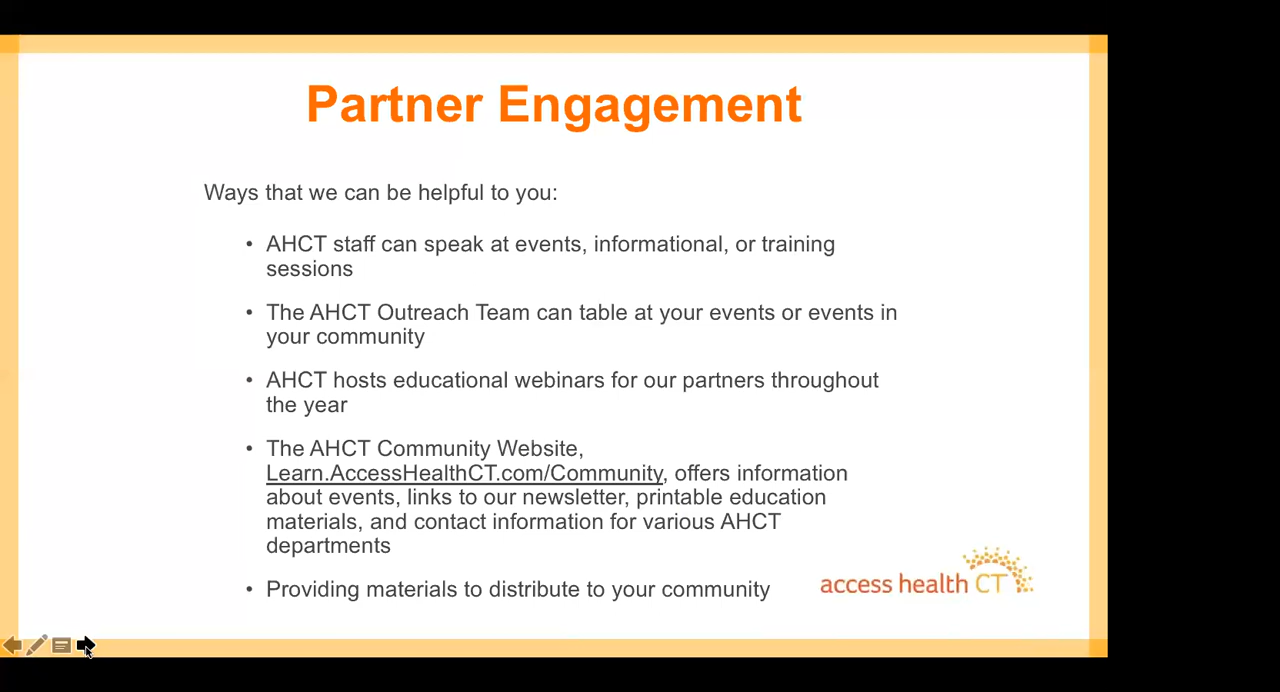 Partner Engagement
Ways that we can be helpful to you:
• AHCT staff can speak at events, informational, or training
sessions
• The AHCT Outreach Team can table at your events or events in
your community
• AHCT hosts educational webinars for our partners throughout
the year
• The AHCT Community Website,
Learn.AccessHealthCT.com/Community, offers information
about events, links to our newsletter, printable education
materials, and contact information for various AHCT
departments
• Providing materials to distribute to your community
access health CT